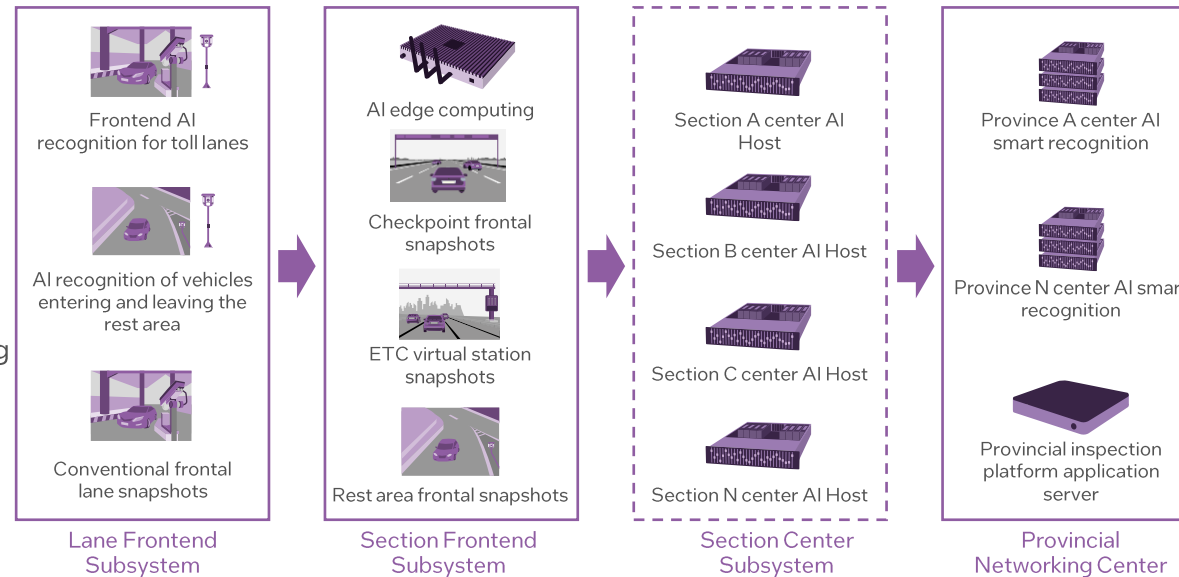 Frontend AI
recognition for toll lanes
AI recognition of vehicles
entering and leaving the
rest area
Conventional frontal
lane snapshots
Lane Frontend
Subsystem
AI edge computing
Checkpoint frontal
snapshots
ETC virtual station
snapshots
Rest area frontal snapshots
Section Frontend
Subsystem
Section A center AI
Host
Section B center AI Host
Section C center AI Host
Section N center AI Host
Section Center
Subsystem
Province A center AI
smart recognition
Province N center AI smar
recognition
Provincial inspection
platform application
server
Provincial
Networking Center